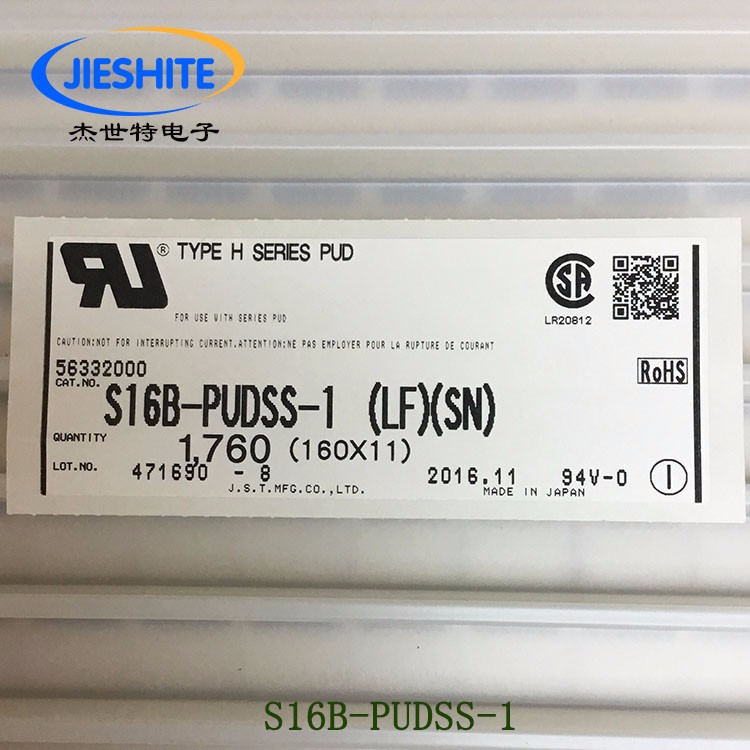 JIESHITE
杰世特电子
® TYPE H SERIES PUD
FOR USE WITH SERIES PUD
LR20812
CAUTION:NOT FOR INTERRUPTING CURRENT.ATTENTION:NE PAS EMPLOYER POUR LA RUPTURE DE COURANT
56332000
RoHS
CAT.NO. S16B-PUDSS-1 (LF)(SN)
QUANTITY 1,760 (160X11)
LOT.NO. 471690 - 8 2016.11 94V-0
J.S.T.MFG.CO.,LTD. MADE IN JAPAN
S16B-PUDSS-1